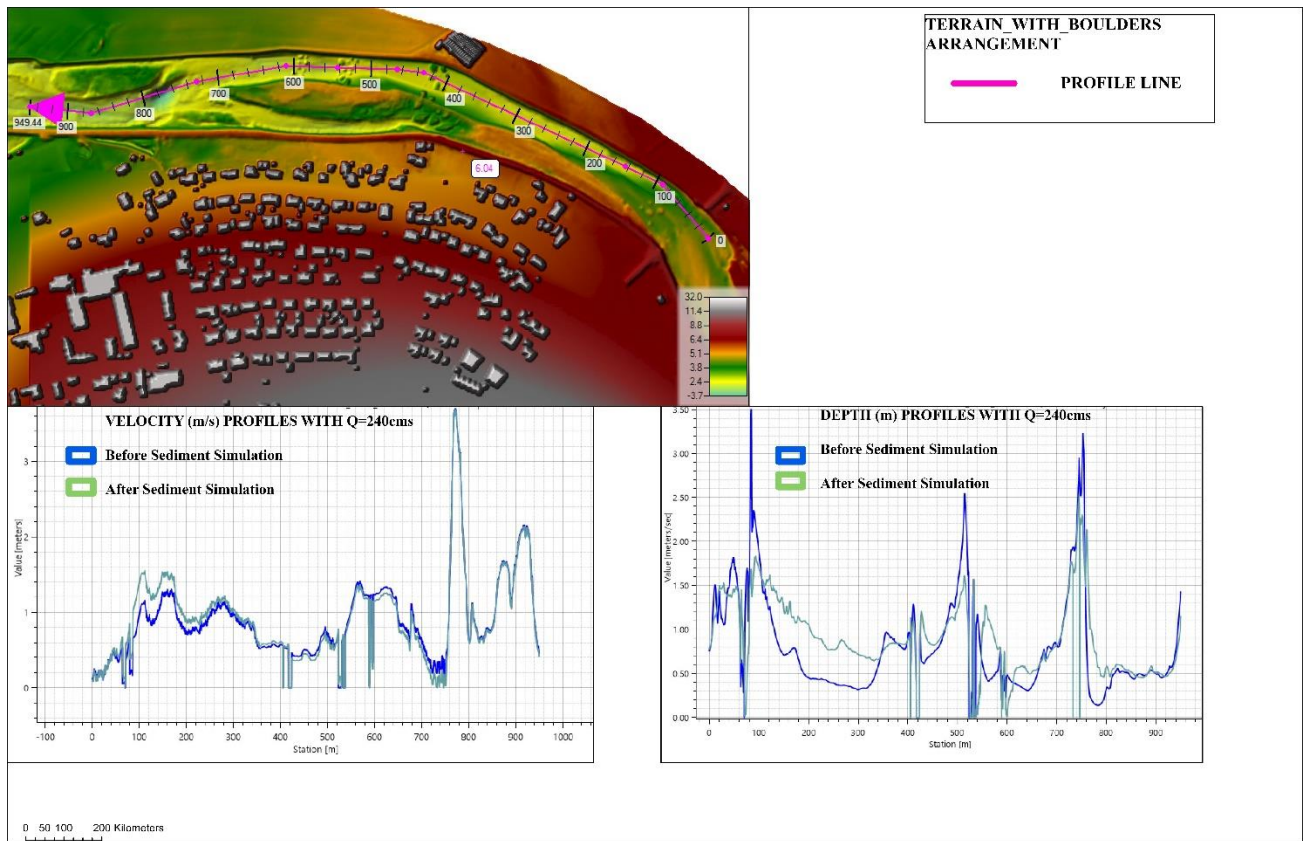 TERRAIN_WITH_BOULDERS
ARRANGEMENT
PROFILE LINE
949.44
900
800
700
600
500
400
300
200
100
0
6.04
32.0
11.4
8.8
6.4
5.1
3.8
2.4
-3.7
VELOCITY (m/s) PROFILES WITH Q=240cms
Before Sediment Simulation
After Sediment Simulation
Value [meters]
3
2
1
0
-100 0 100 200 300 400 500 600 700 800 900 1000
Station [m]
DEPTH (m) PROFILES WITH Q=240cms
Before Sediment Simulation
After Sediment Simulation
Value [meters/sec]
3.50
3.00
2.50
2.00
1.50
1.00
0.50
0.00
0 100 200 300 400 500 600 700 800 900
Station [m]
0 50 100 200 Kilometers